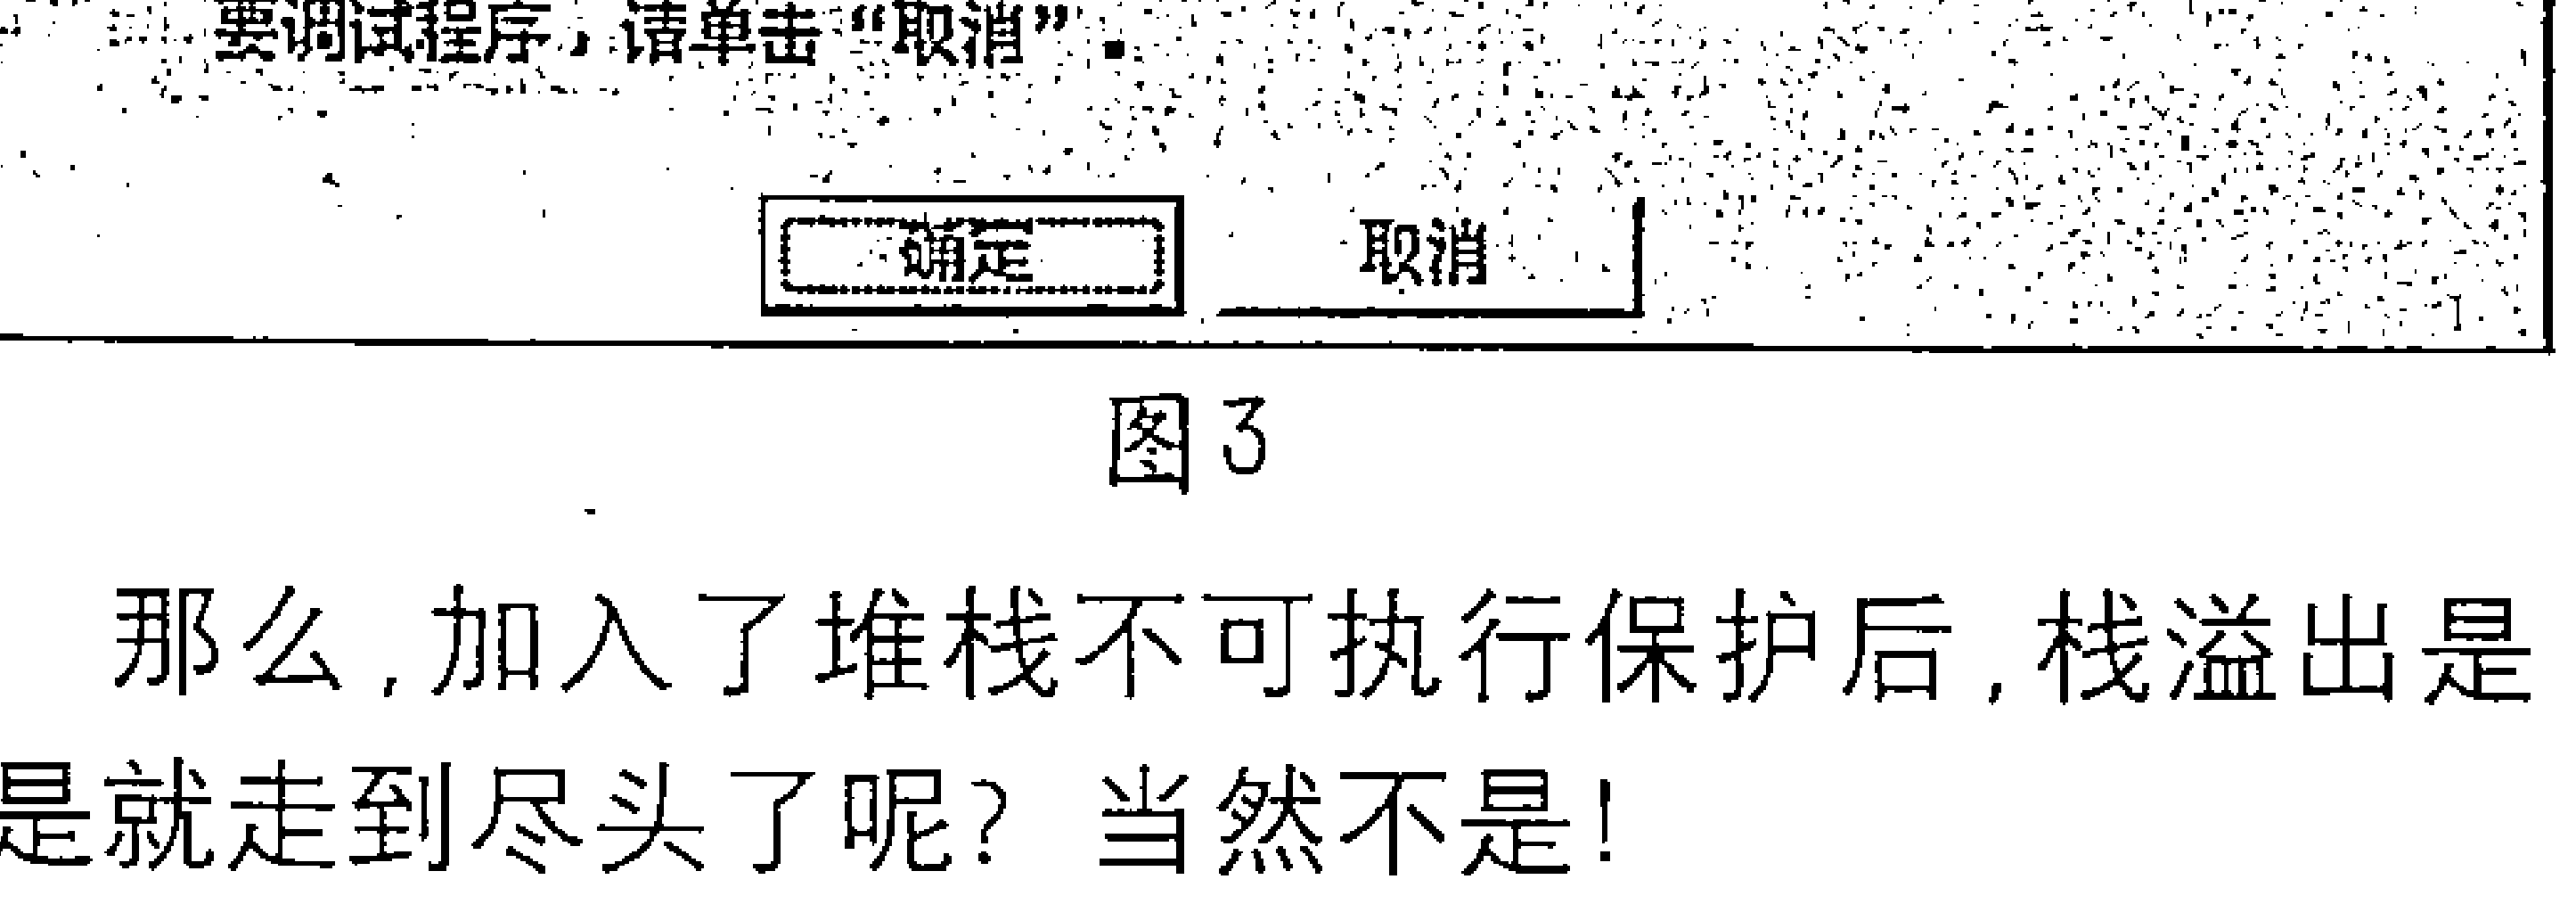 要调试程序，请单击“取消”.
确定 取消
图3
那么,加入了堆栈不可执行保护后,栈溢出是
是就走到尽头了呢? 当然不是!